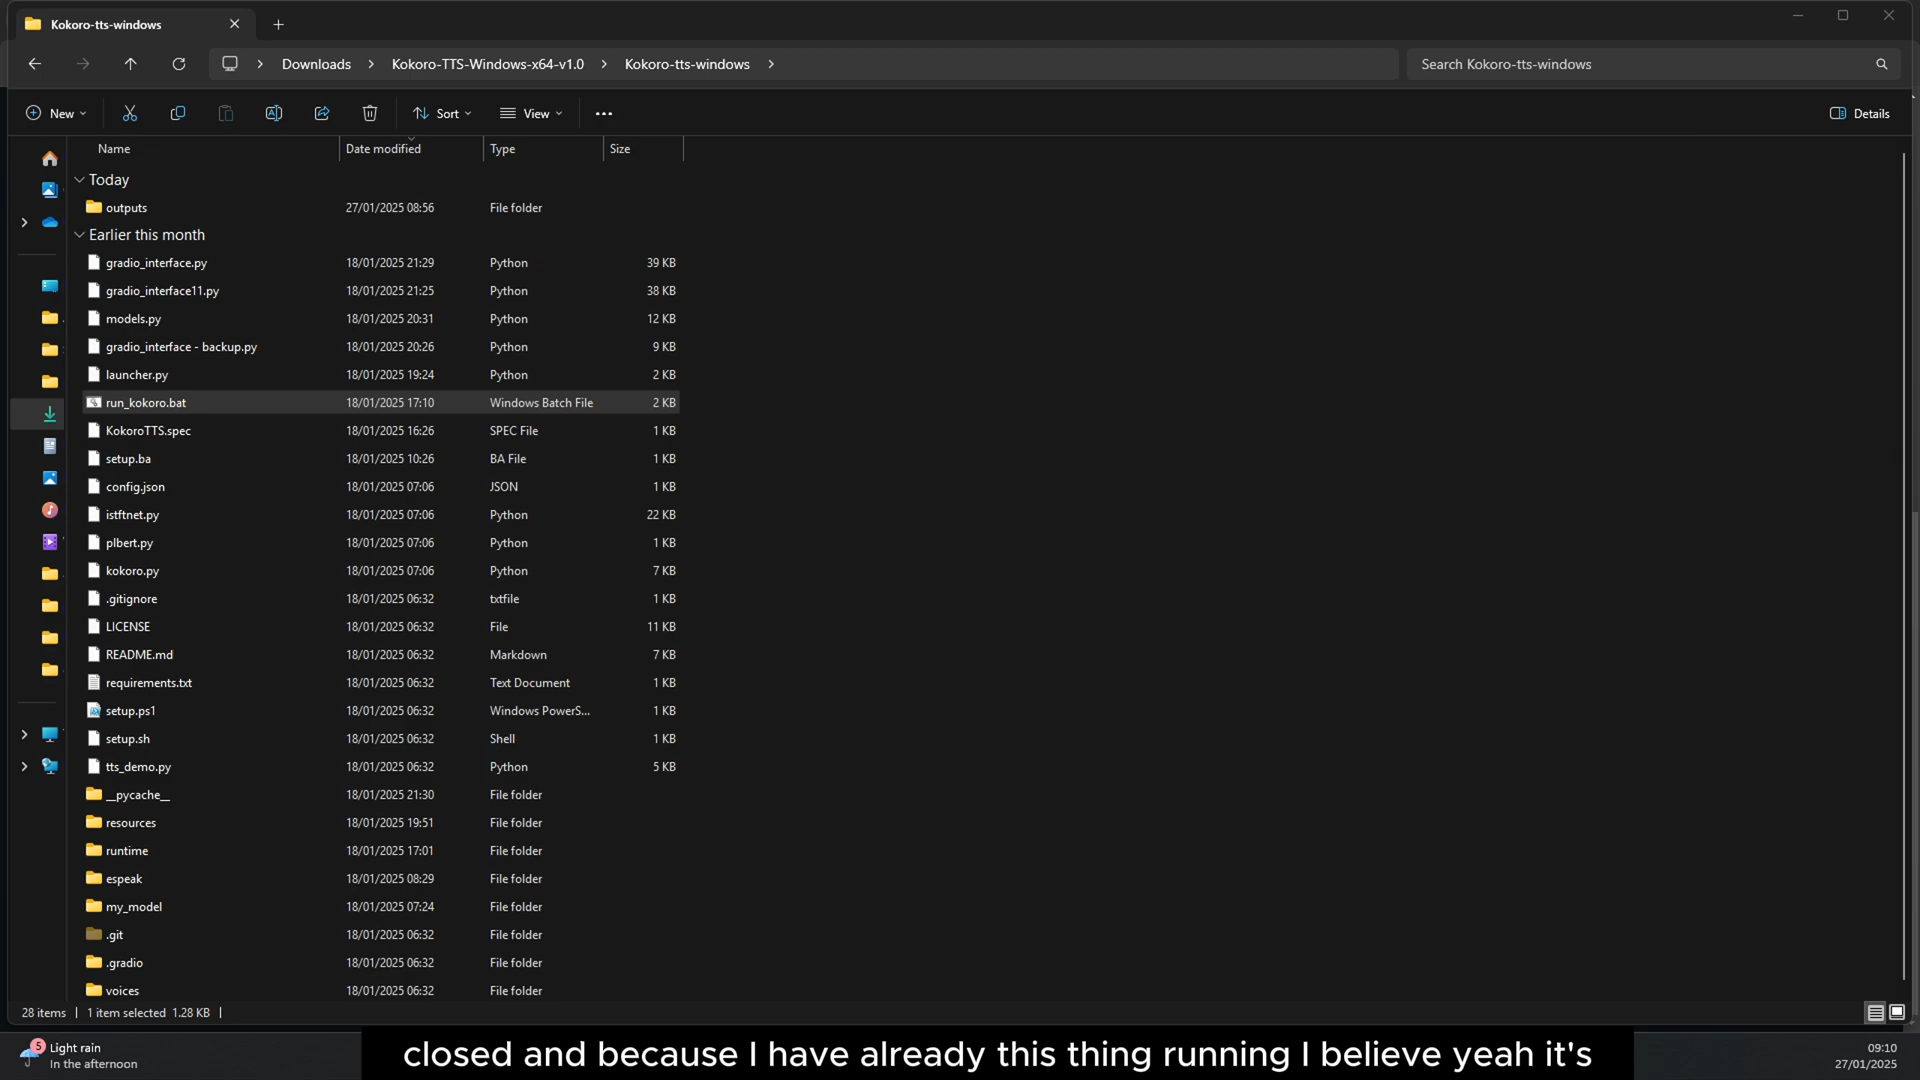 Kokoro-tts-windows
Downloads
Kokoro-TTS-Windows-x64-v1.0
Kokoro-tts-windows
Search Kokoro-tts-windows
New
Sort
View
Details
Name Date modified Type Size
Today
outputs 27/01/2025 08:56 File folder
Earlier this month
gradio_interface.py 18/01/2025 21:29 Python 39 KB
gradio_interface11.py 18/01/2025 21:25 Python 38 KB
models.py 18/01/2025 20:31 Python 12 KB
gradio_interface - backup.py 18/01/2025 20:26 Python 9 KB
launcher.py 18/01/2025 19:24 Python 2 KB
run_kokoro.bat 18/01/2025 17:10 Windows Batch File 2 KB
KokoroTTS.spec 18/01/2025 16:26 SPEC File 1 KB
setup.ba 18/01/2025 10:26 BA File 1 KB
config.json 18/01/2025 07:06 JSON 1 KB
istftnet.py 18/01/2025 07:06 Python 22 KB
plbert.py 18/01/2025 07:06 Python 1 KB
kokoro.py 18/01/2025 07:06 Python 7 KB
.gitignore 18/01/2025 06:32 txtfile 1 KB
LICENSE 18/01/2025 06:32 File 11 KB
README.md 18/01/2025 06:32 Markdown 7 KB
requirements.txt 18/01/2025 06:32 Text Document 1 KB
setup.ps1 18/01/2025 06:32 Windows PowerS... 1 KB
setup.sh 18/01/2025 06:32 Shell 1 KB
tts_demo.py 18/01/2025 06:32 Python 5 KB
__pycache__ 18/01/2025 21:30 File folder
resources 18/01/2025 19:51 File folder
runtime 18/01/2025 17:01 File folder
espeak 18/01/2025 08:29 File folder
my_model 18/01/2025 07:24 File folder
.git 18/01/2025 06:32 File folder
.gradio 18/01/2025 06:32 File folder
voices 18/01/2025 06:32 File folder
28 items
1 item selected 1.28 KB
5
Light rain
In the afternoon
closed and because I have already this thing running I believe yeah it's
09:10
27/01/2025